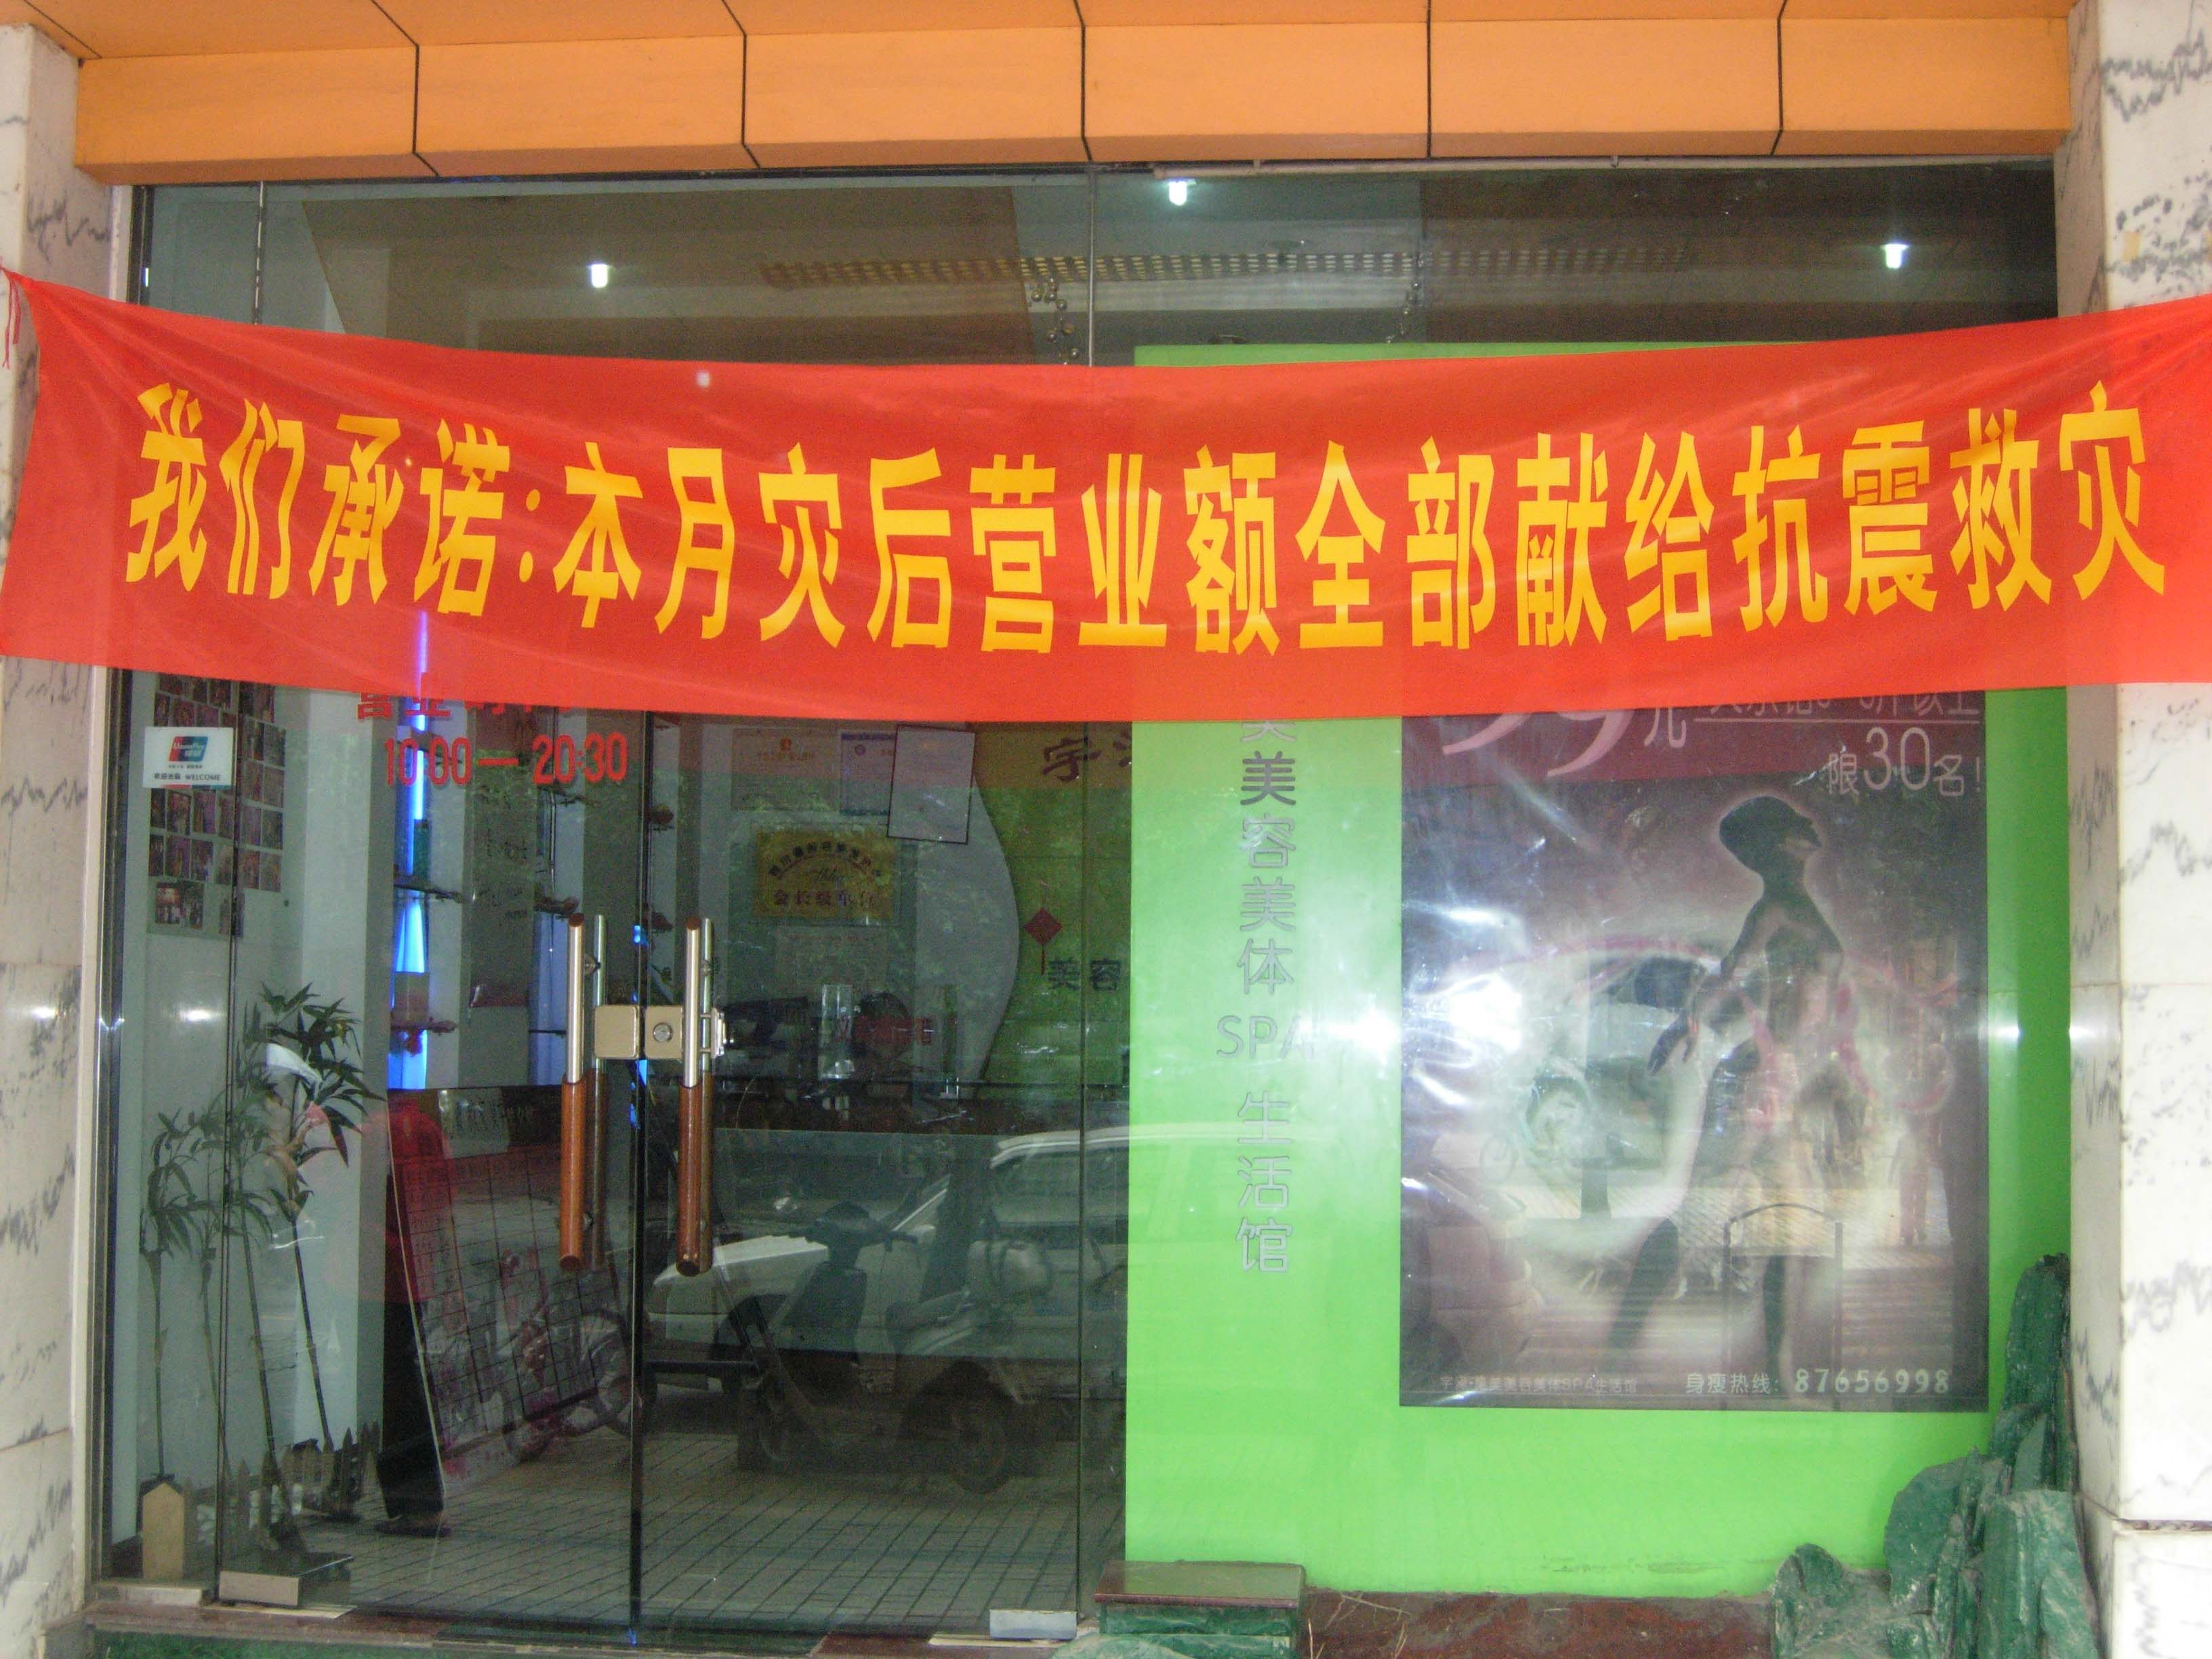 我们承诺:本月灾后营业额全部献给抗震救灾
10:00—20:30
WELCOME
美容
美美容美体SPA生活馆
限30名!
身瘦热线: 87656998